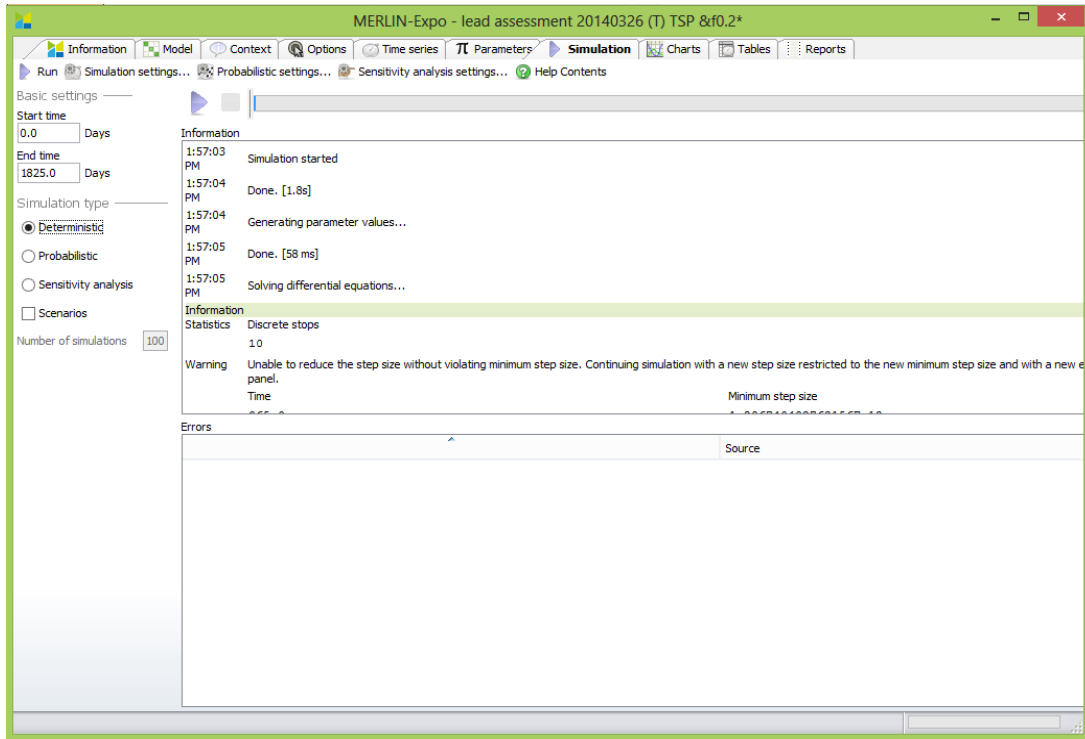 MERLIN-Expo - lead assessment 20140326 (T) TSP &f0.2*
Information Model Context Options Time series π Parameters Simulation Charts Tables Reports
Run Simulation settings... Probabilistic settings... Sensitivity analysis settings... Help Contents
Basic settings
Start time
0.0 Days
End time
1825.0 Days
Simulation type
Deterministic
Probabilistic
Sensitivity analysis
Scenarios
Number of simulations 100
Information
1:57:03 PM Simulation started
1:57:04 PM Done. [1.8s]
1:57:04 PM Generating parameter values...
1:57:05 PM Done. [58 ms]
1:57:05 PM Solving differential equations...
Information
Statistics Discrete stops
10
Warning Unable to reduce the step size without violating minimum step size. Continuing simulation with a new step size restricted to the new minimum step size and with a new e
panel.
Time Minimum step size
Errors
Source